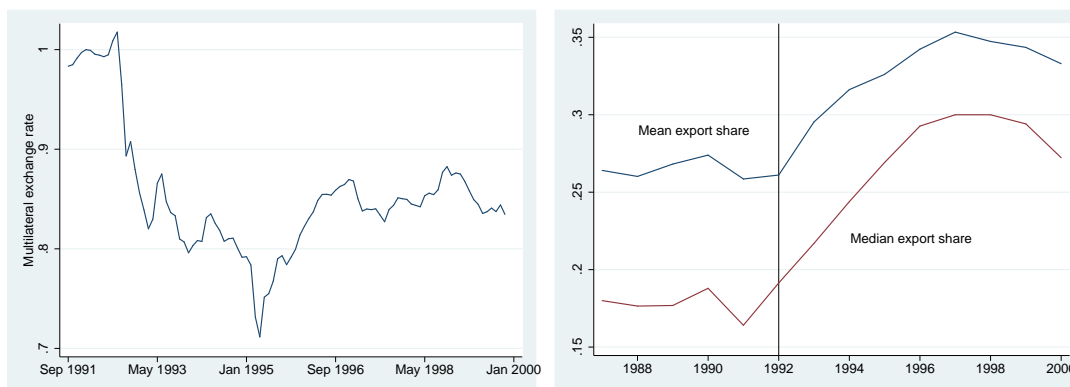 Multilateral exchange rate
1
.9
.8
.7
Sep 1991 May 1993 Jan 1995 Sep 1996 May 1998 Jan 2000
.35
.3
.25
.2
.15
Mean export share
Median export share
1988 1990 1992 1994 1996 1998